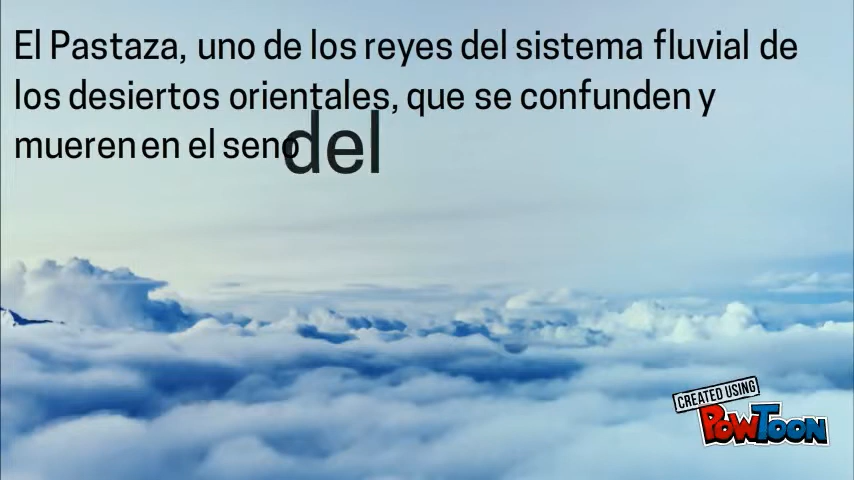 El Pastaza, uno de los reyes del sistema fluvial de
los desiertos orientales, que se confunden y
mueren en el seno del
CREATED USING
POWTOON